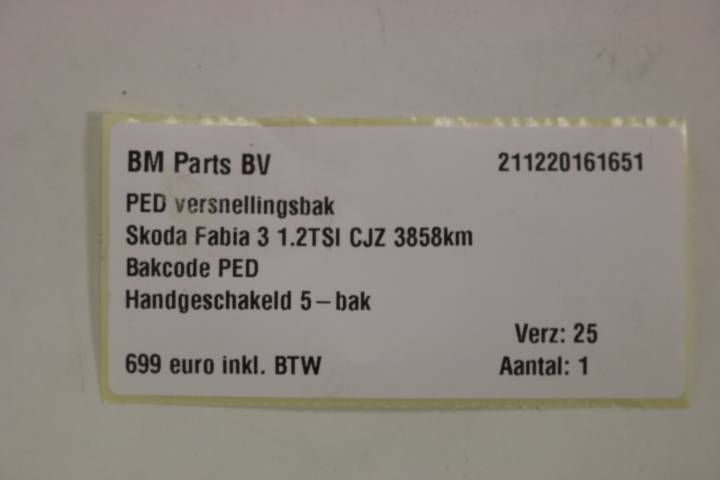 BM Parts BV 211220161651
PED versnellingsbak
Skoda Fabia 3 1.2TSI CJZ 3858km
Bakcode PED
Handgeschakeld 5-bak
Verz: 25
699 euro inkl. BTW Aantal: 1